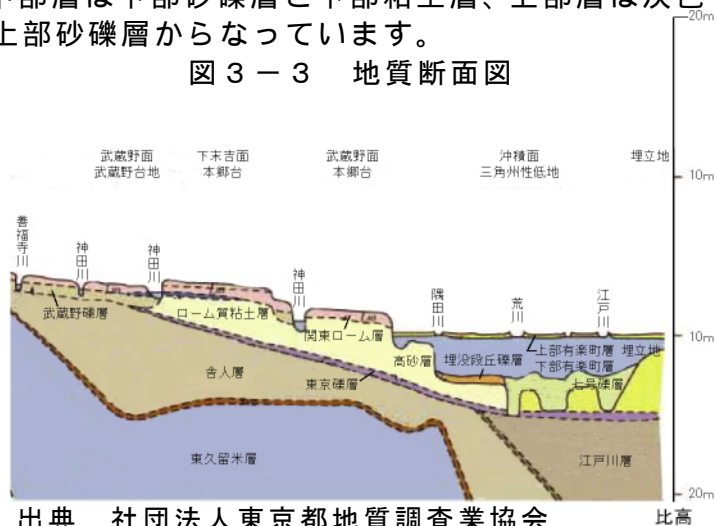 下部層は下部砂礫層と下部粘土層、上部層は灰色
上部砂礫層からなっています。
図3－3　地質断面図
20m
武蔵野面 下末吉面 武蔵野面 沖積面 埋立地
武蔵野台地 本郷台 本郷台 三角州性低地
10m
善福寺川
神田川
神田川
神田川
隅田川
荒川
江戸川
武蔵野礫層
ローム質粘土層
関東ローム層
10m
上部有楽町層 埋立地
下部有楽町層
高砂層
埋没段丘礫層
七号礫層
舎人層
東京礫層
東久留米層
江戸川層
20m
出典　社団法人東京都地質調査業協会
比高